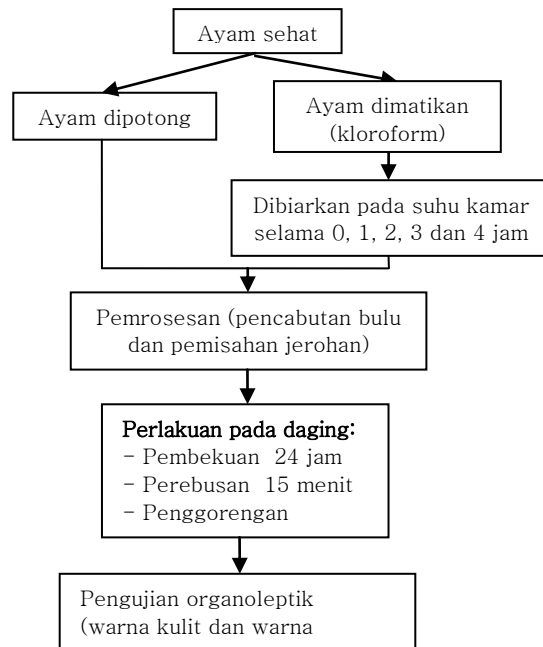 Ayam sehat
Ayam dipotong
Ayam dimatikan
(kloroform)
Dibiarkan pada suhu kamar
selama 0, 1, 2, 3 dan 4 jam
Pemrosesan (pencabutan bulu
dan pemisahan jerohan)
Perlakuan pada daging:
- Pembekuan 24 jam
- Perebusan 15 menit
- Penggorengan
Pengujian organoleptik
(warna kulit dan warna